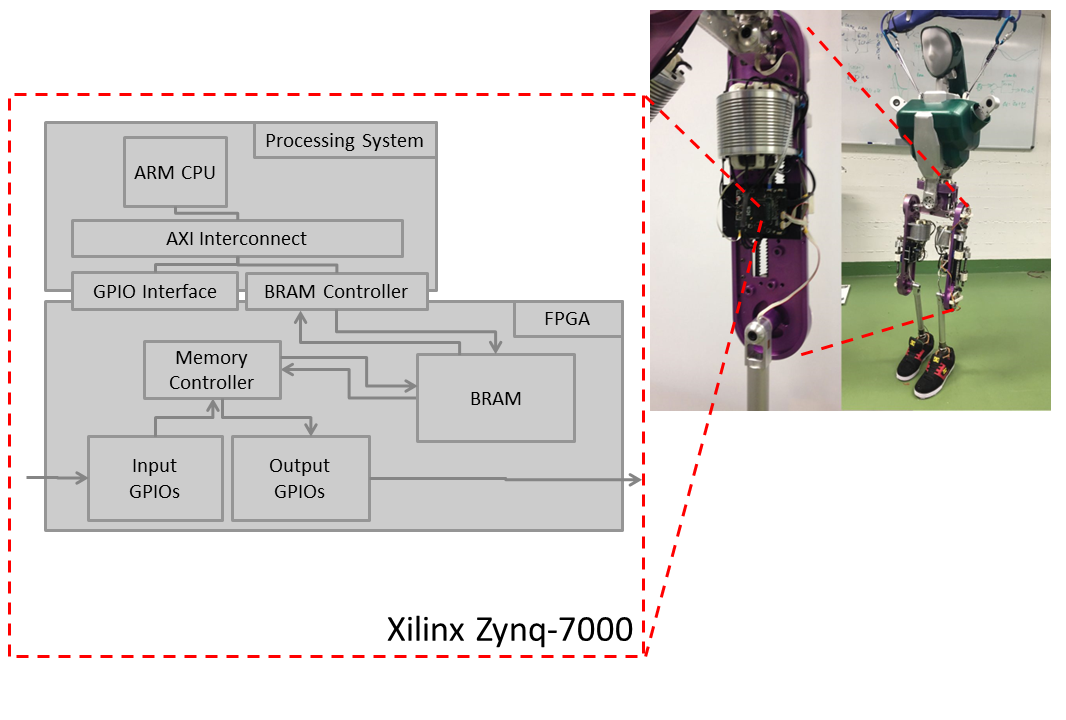 Processing System
ARM CPU
AXI Interconnect
GPIO Interface
BRAM Controller
FPGA
Memory
Controller
BRAM
Input
GPIOs
Output
GPIOs
Xilinx Zynq-7000